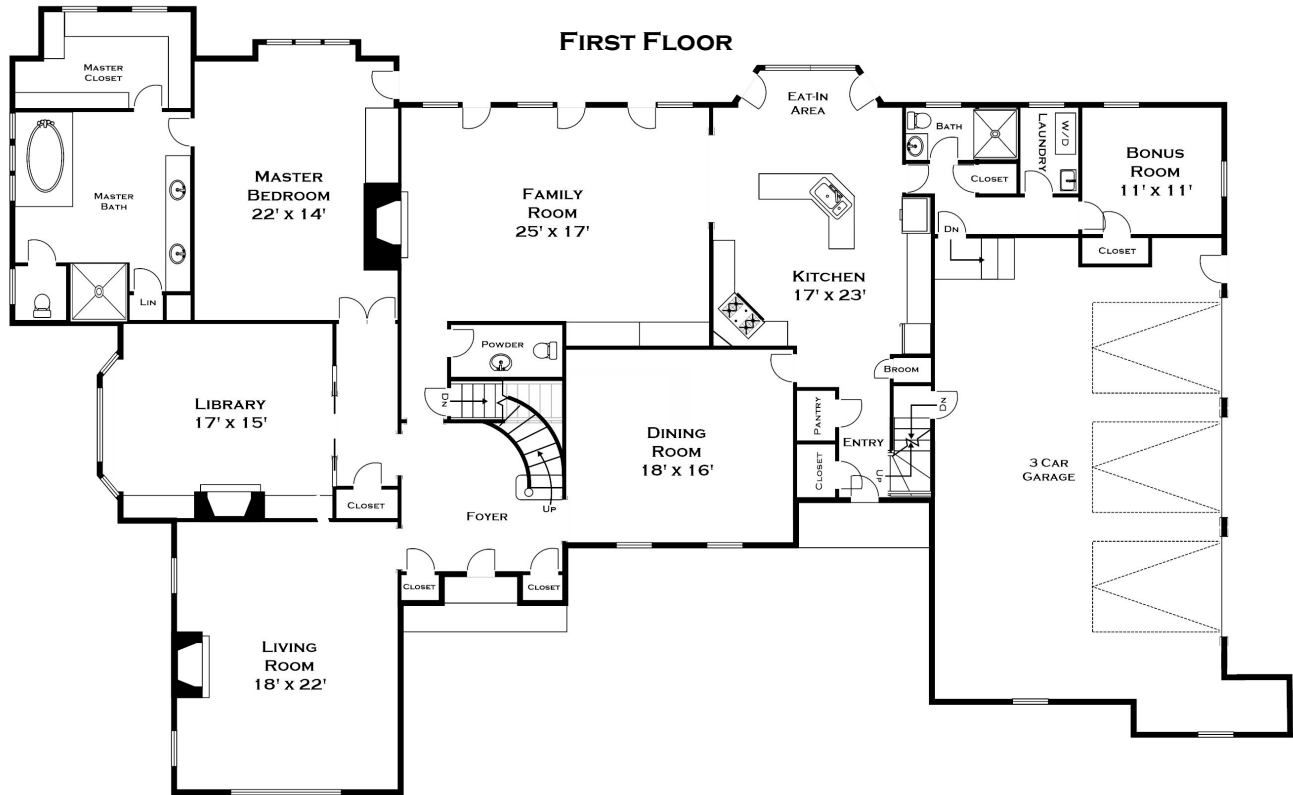 FIRST FLOOR
MASTER
CLOSET
MASTER
BATH
LIN
MASTER
BEDROOM
22' X 14'
FAMILY
ROOM
25' X 17'
EAT-IN
AREA
KITCHEN
17' X 23'
BATH
CLOSET
LAUNDRY
W/D
BONUS
ROOM
11' X 11'
CLOSET
DN
POWDER
DN
UP
LIBRARY
17' X 15'
CLOSET
FOYER
CLOSET
CLOSET
DINING
ROOM
18' X 16'
BROOM
PANTRY
ENTRY
CLOSET
UP
DN
3 CAR
GARAGE
LIVING
ROOM
18' X 22'